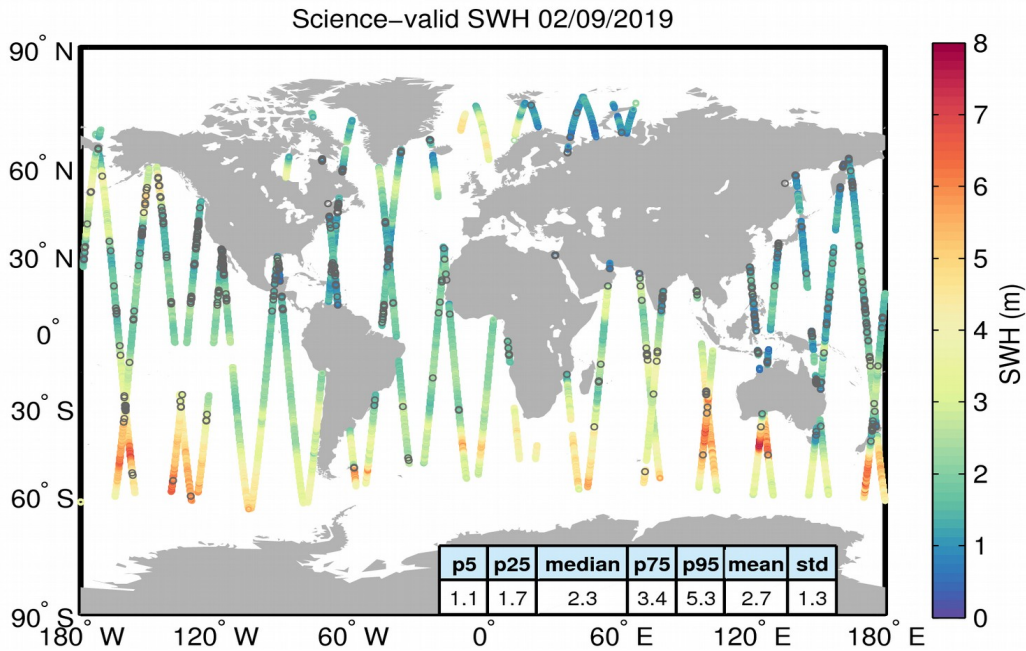 Science−valid SWH 02/09/2019
90° N
60° N
30° N
0°
30° S
60° S
90° S
180° W
120° W
60° W
0°
60° E
120° E
180° E
p5 p25 median p75 p95 mean std
1.1 1.7 2.3 3.4 5.3 2.7 1.3
8
7
6
5
4
3
2
1
0
SWH (m)